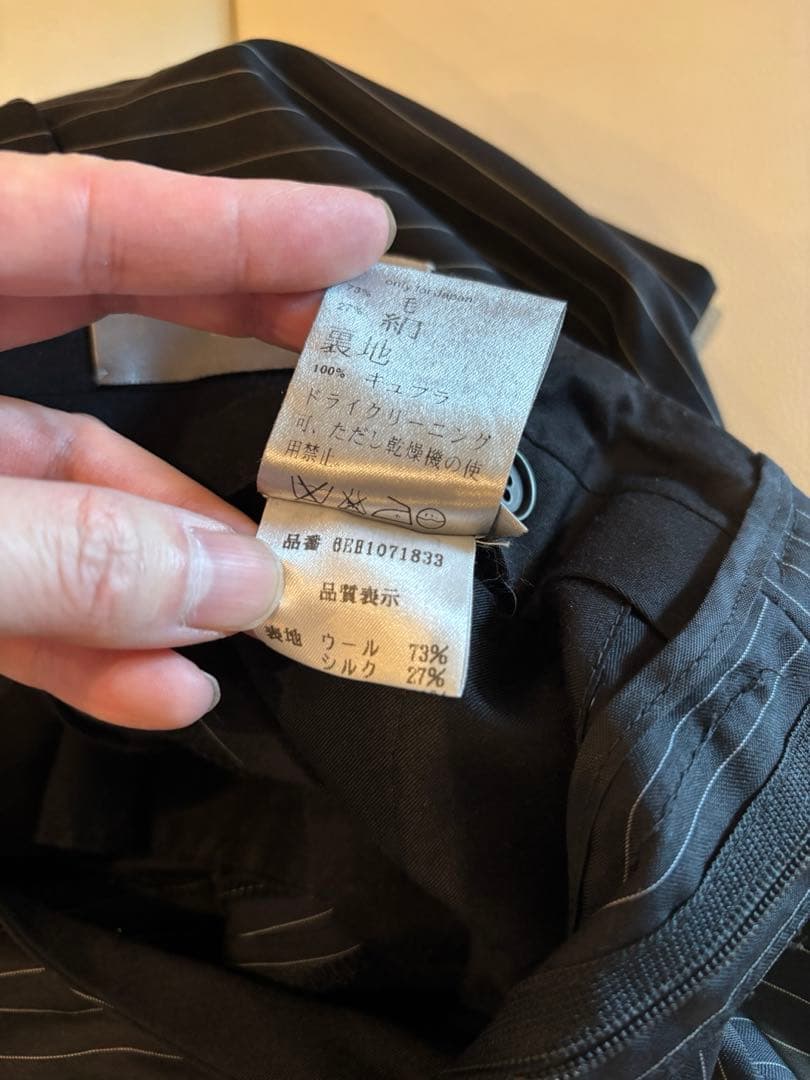 only for Japan
73% 毛
27% 絹
裏地
100% キュプラ
ドライクリーニング
可、ただし乾燥機の使
用禁止。
品番 8EH1071833
品質表示
表地 ウール 73%
シルク 27%